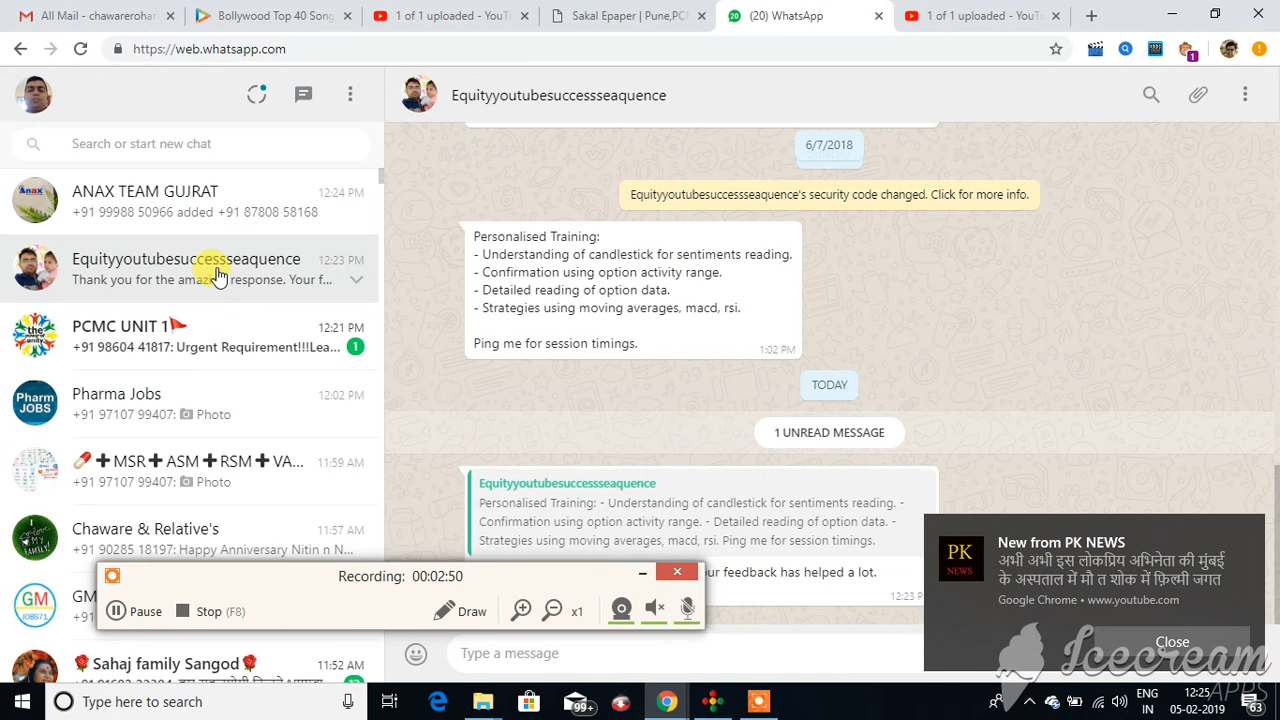 All Mail - chawarerohan
Bollywood Top 40 Song
1 of 1 uploaded - YouTu
Sakal Epaper | Pune,PCM
(20) WhatsApp
1 of 1 uploaded - YouTu
https://web.whatsapp.com
1
Search or start new chat
ANAX TEAM GUJRAT
12:24 PM
+91 99988 50966 added +91 87808 58168
Equityyoutubesuccessseaquence
12:23 PM
Thank you for the amazing response. Your f...
PCMC UNIT 1🚩
12:21 PM
+91 98604 41817: Urgent Requirement!!!Lea...
1
Pharma Jobs
12:02 PM
+91 97107 99407: Photo
💊➕MSR➕ASM➕RSM➕VA...
11:59 AM
+91 97107 99407: Photo
Chaware & Relative's
11:57 AM
+91 90285 18197: Happy Anniversary Nitin n N...
GM
JOBS71
🌹Sahaj family Sangod🌹
11:52 AM
Equityyoutubesuccessseaquence
6/7/2018
Equityyoutubesuccessseaquence's security code changed. Click for more info.
Personalised Training:
- Understanding of candlestick for sentiments reading.
- Confirmation using option activity range.
- Detailed reading of option data.
- Strategies using moving averages, macd, rsi.
Ping me for session timings.
1:02 PM
TODAY
1 UNREAD MESSAGE
Equityyoutubesuccessseaquence
Personalised Training: - Understanding of candlestick for sentiments reading. -
Confirmation using option activity range. - Detailed reading of option data. -
Strategies using moving averages, macd, rsi. Ping me for session timings.
feedback has helped a lot.
12:23
Type a message
Recording: 00:02:50
Pause
Stop (F8)
Draw
x1
PK
NEWS
New from PK NEWS
अभी अभी इस लोकप्रिय अभिनेता की मुंबई
के अस्पताल में मौ त शोक में फ़िल्मी जगत
Google Chrome • www.youtube.com
Close
Icecream
APPS
Type here to search
99+
ENG
IN
12:25
05-02-2019
63